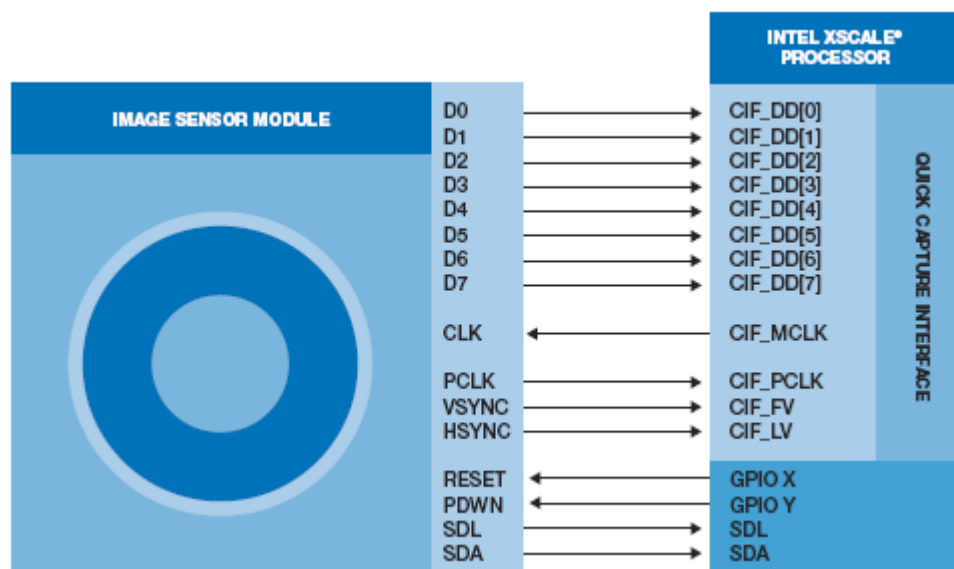 INTEL XSCALE®
PROCESSOR
IMAGE SENSOR MODULE
D0
D1
D2
D3
D4
D5
D6
D7
CLK
PCLK
VSYNC
HSYNC
RESET
PDWN
SDL
SDA
CIF_DD[0]
CIF_DD[1]
CIF_DD[2]
CIF_DD[3]
CIF_DD[4]
CIF_DD[5]
CIF_DD[6]
CIF_DD[7]
CIF_MCLK
CIF_PCLK
CIF_FV
CIF_LV
GPIO X
GPIO Y
SDL
SDA
QUICK CAPTURE INTERFACE